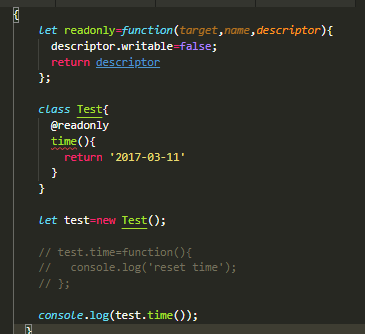 {
let readonly=function(target,name,descriptor){
descriptor.writable=false;
return descriptor
};
class Test{
@readonly
time(){
return '2017-03-11'
}
}
let test=new Test();
// test.time=function(){
//   console.log('reset time');
// };
console.log(test.time());
}